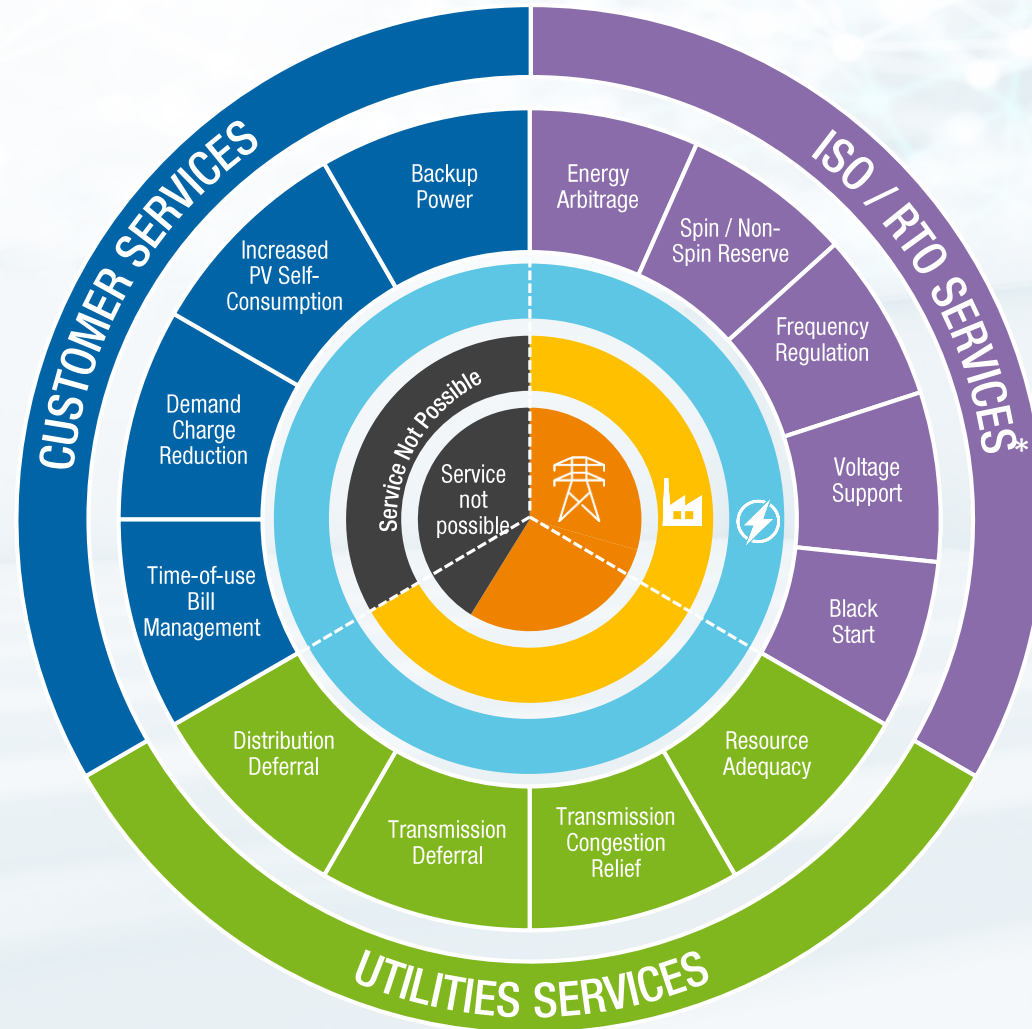 CUSTOMER SERVICES
ISO / RTO SERVICES*
Backup
Power
Energy
Arbitrage
Increased
PV Self-
Consumption
Spin / Non-
Spin Reserve
Frequency
Regulation
Demand
Charge
Reduction
Service Not Possible
Service
not
possible
Voltage
Support
Time-of-use
Bill
Management
Black
Start
Distribution
Deferral
Resource
Adequacy
Transmission
Deferral
Transmission
Congestion
Relief
UTILITIES SERVICES